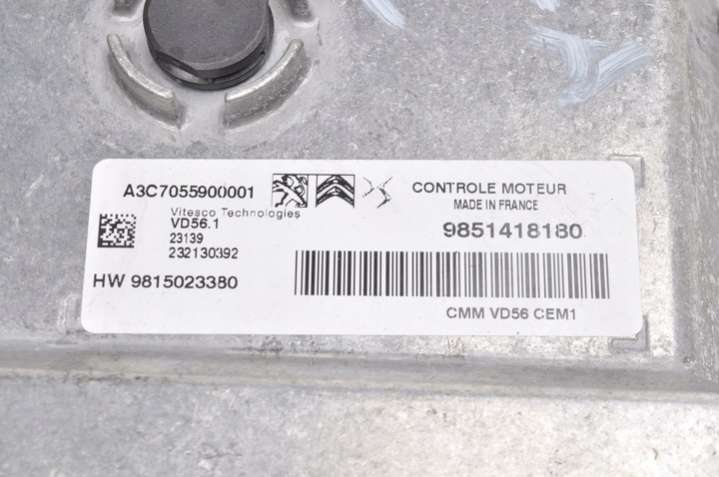 A3C7055900001
Vitesco Technologies
VD56.1
23139
232130392
HW 9815023380
CONTROLE MOTEUR
MADE IN FRANCE
9851418180
CMM VD56 CEM1